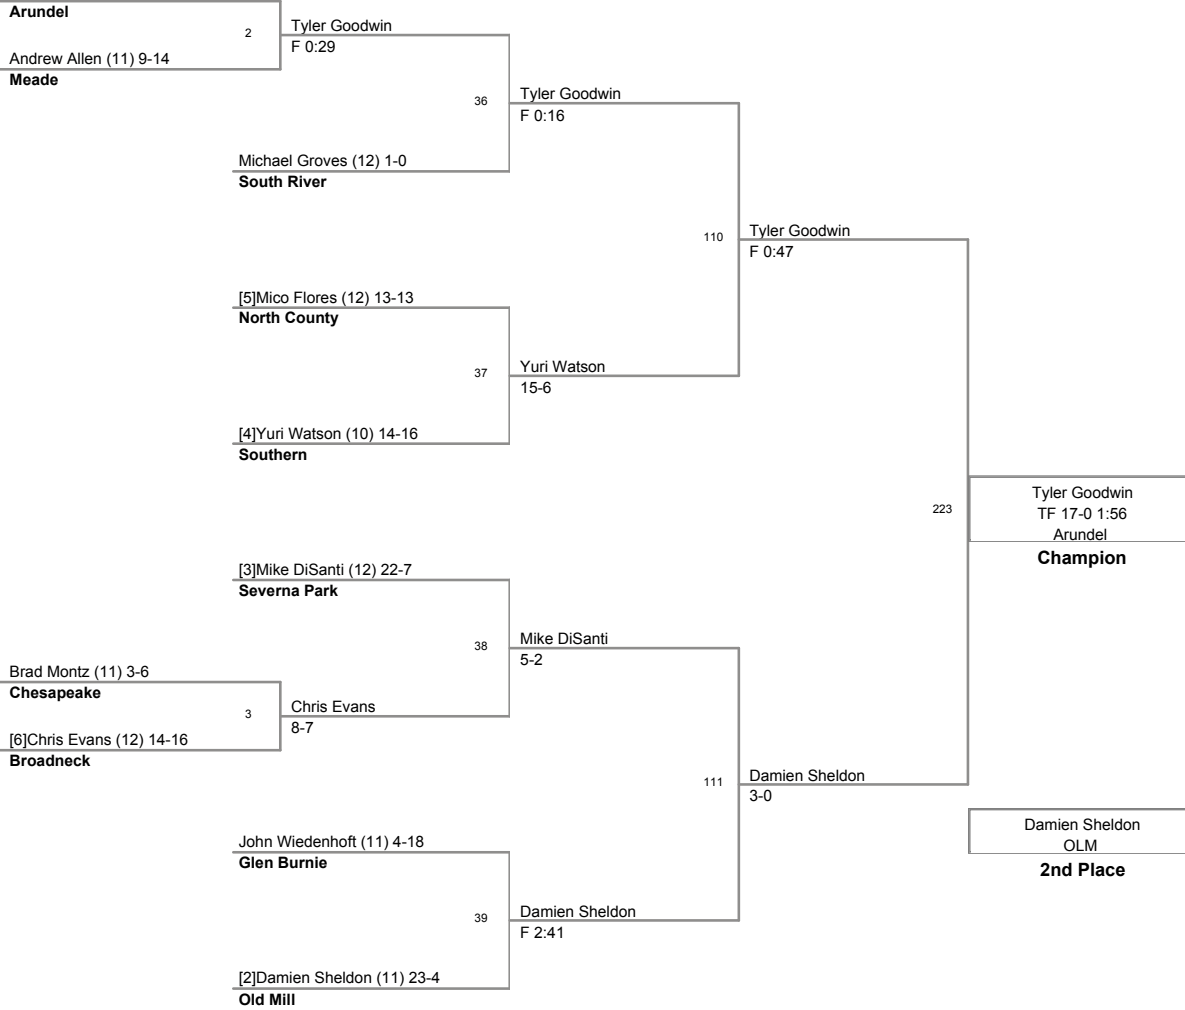 Arundel
2
Tyler Goodwin
F 0:29
Andrew Allen (11) 9-14
Meade
36
Tyler Goodwin
F 0:16
Michael Groves (12) 1-0
South River
110
Tyler Goodwin
F 0:47
[5]Mico Flores (12) 13-13
North County
37
Yuri Watson
15-6
[4]Yuri Watson (10) 14-16
Southern
223
Tyler Goodwin
TF 17-0 1:56
Arundel
Champion
[3]Mike DiSanti (12) 22-7
Severna Park
38
Mike DiSanti
5-2
Brad Montz (11) 3-6
Chesapeake
3
Chris Evans
8-7
[6]Chris Evans (12) 14-16
Broadneck
111
Damien Sheldon
3-0
John Wiedenhoft (11) 4-18
Glen Burnie
39
Damien Sheldon
F 2:41
[2]Damien Sheldon (11) 23-4
Old Mill
Damien Sheldon
OLM
2nd Place